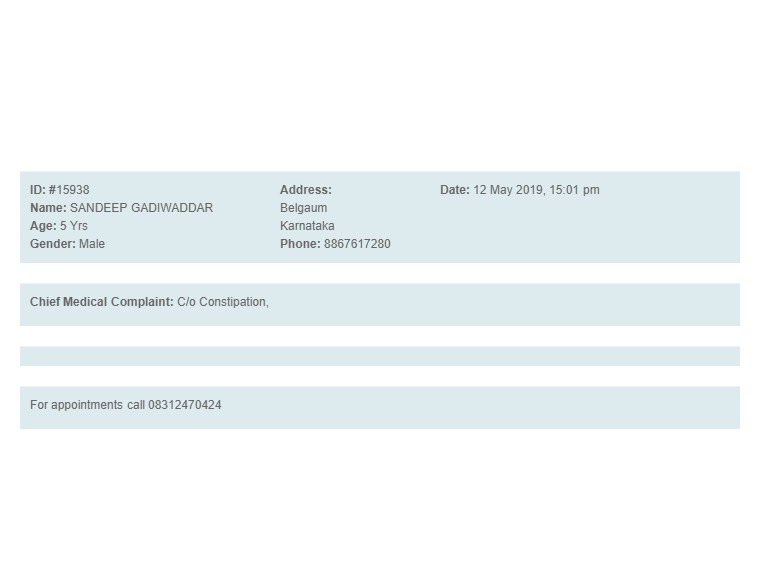 ID: #15938
Name: SANDEEP GADIWADDAR
Age: 5 Yrs
Gender: Male
Address:
Belgaum
Karnataka
Phone: 8867617280
Date: 12 May 2019, 15:01 pm
Chief Medical Complaint: C/o Constipation,
For appointments call 08312470424